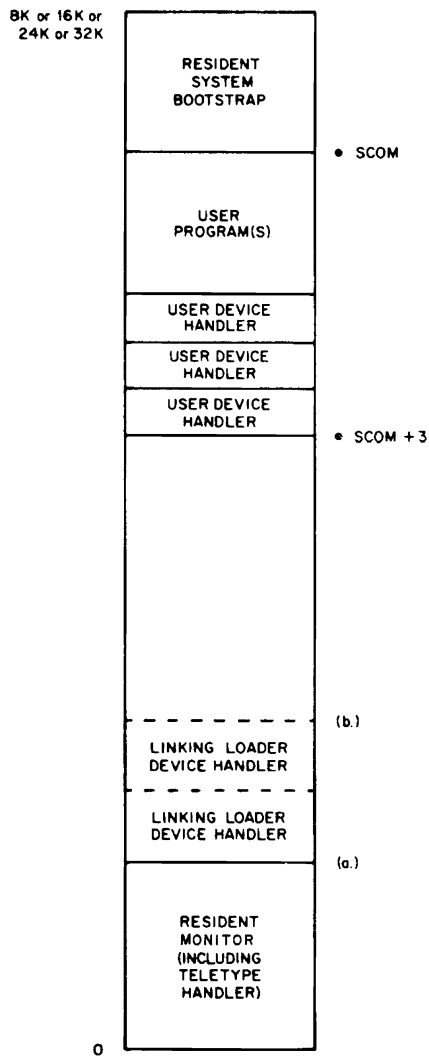 8K or 16K or
24K or 32K
RESIDENT
SYSTEM
BOOTSTRAP
• SCOM
USER
PROGRAM(S)
USER DEVICE
HANDLER
USER DEVICE
HANDLER
USER DEVICE
HANDLER
• SCOM + 3
(b.)
LINKING LOADER
DEVICE HANDLER
LINKING LOADER
DEVICE HANDLER
(a.)
RESIDENT
MONITOR
(INCLUDING
TELETYPE
HANDLER)
0